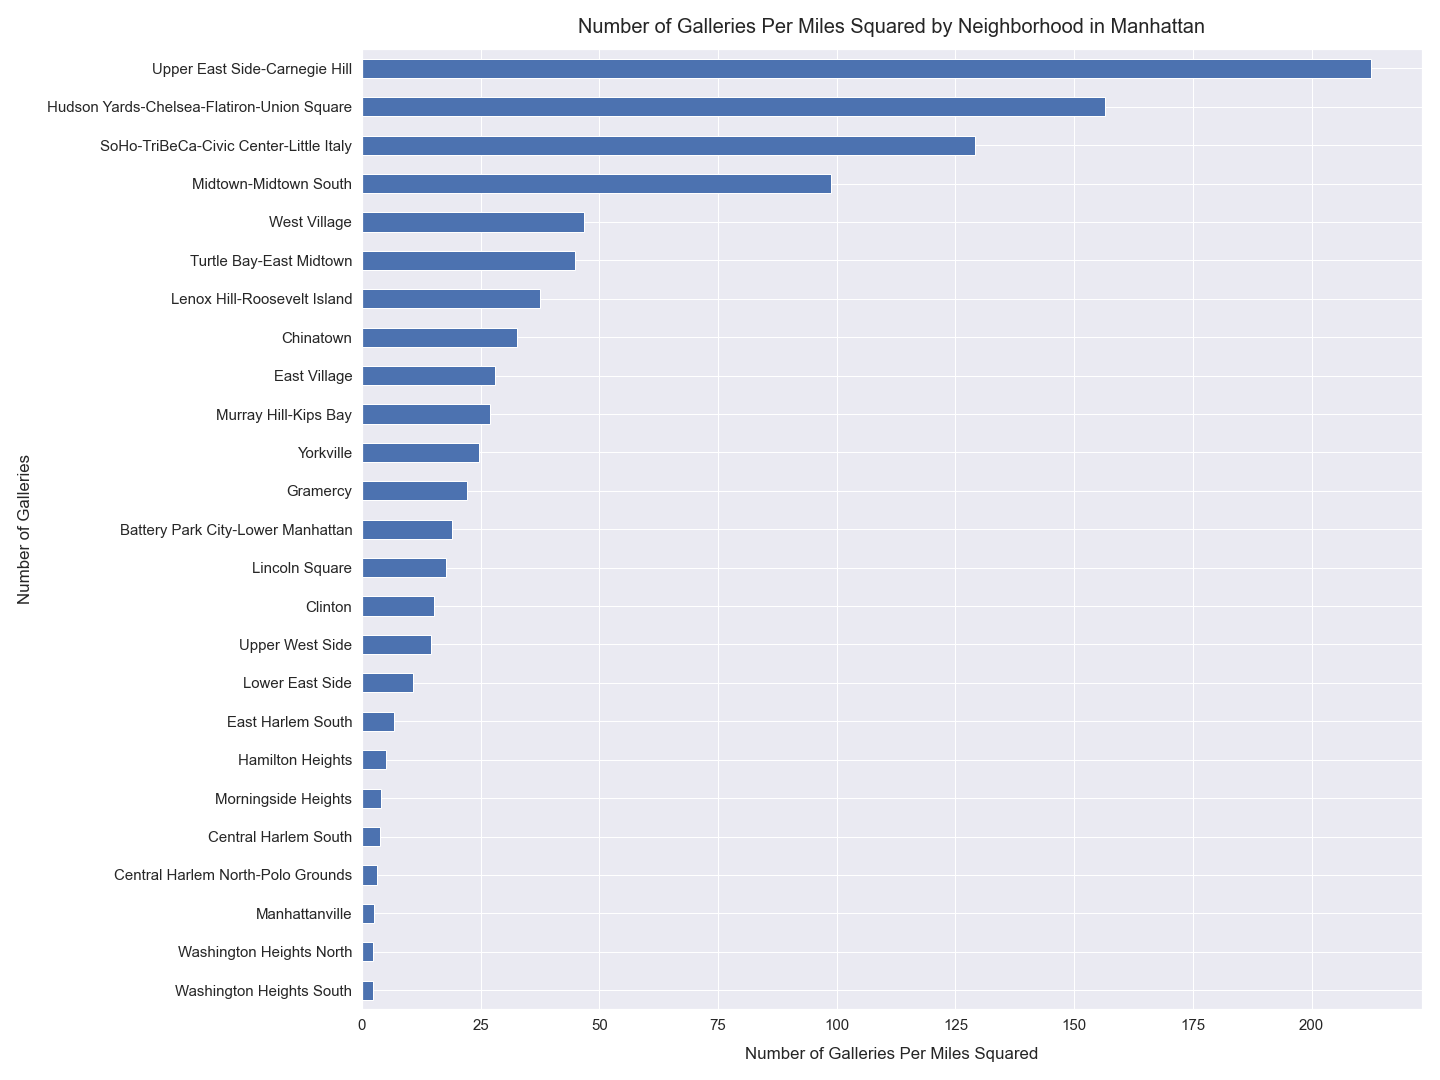 Number of Galleries Per Miles Squared by Neighborhood in Manhattan
Number of Galleries
Upper East Side-Carnegie Hill
Hudson Yards-Chelsea-Flatiron-Union Square
SoHo-TriBeCa-Civic Center-Little Italy
Midtown-Midtown South
West Village
Turtle Bay-East Midtown
Lenox Hill-Roosevelt Island
Chinatown
East Village
Murray Hill-Kips Bay
Yorkville
Gramercy
Battery Park City-Lower Manhattan
Lincoln Square
Clinton
Upper West Side
Lower East Side
East Harlem South
Hamilton Heights
Morningside Heights
Central Harlem South
Central Harlem North-Polo Grounds
Manhattanville
Washington Heights North
Washington Heights South
0 25 50 75 100 125 150 175 200
Number of Galleries Per Miles Squared